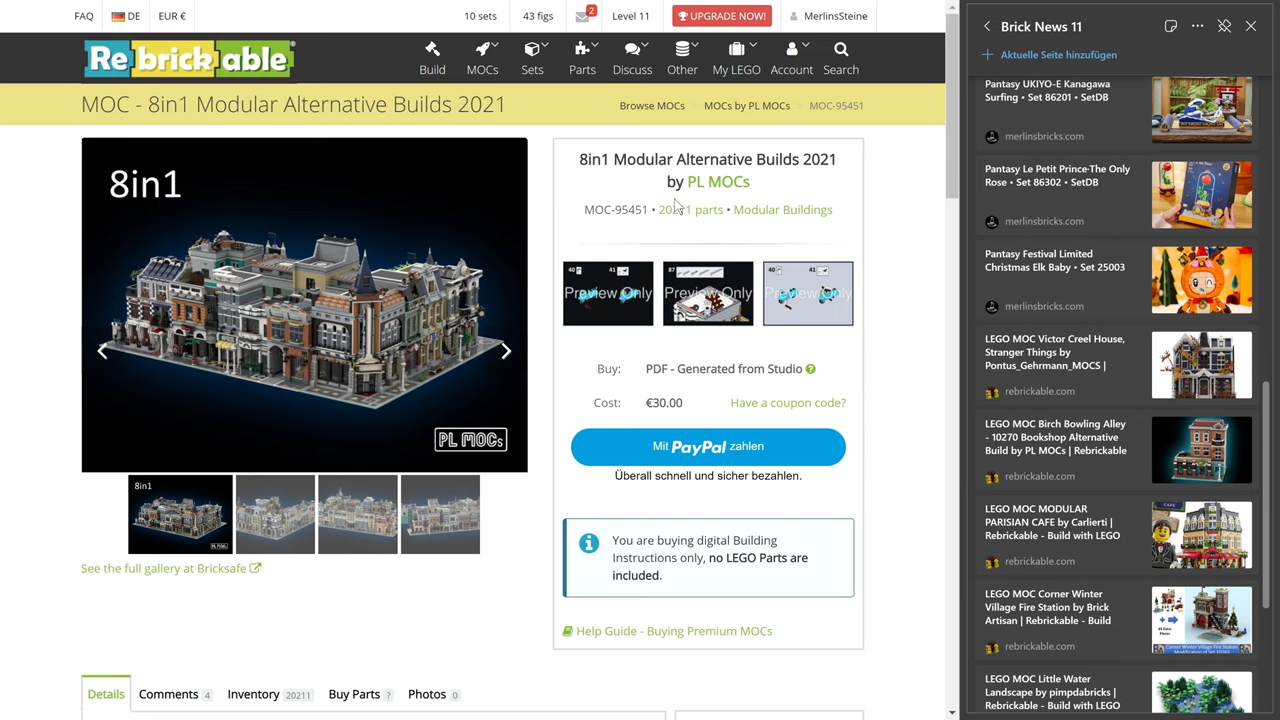 FAQ
DE
EUR €
10 sets
43 figs
2
Level 11
UPGRADE NOW!
MerlinsSteine
Rebrickable
Build
MOCs
Sets
Parts
Discuss
Other
My LEGO
Account
Search
MOC - 8in1 Modular Alternative Builds 2021
Browse MOCs
MOCs by PL MOCs
MOC-95451
8in1
PL MOCs
8in1
PL MOCs
See the full gallery at Bricksafe
8in1 Modular Alternative Builds 2021
by PL MOCs
MOC-95451 • 20211 parts • Modular Buildings
40
41
Preview Only
87
Preview Only
40
41
Preview Only
Buy: PDF - Generated from Studio
Cost: €30.00 Have a coupon code?
Mit PayPal zahlen
Überall schnell und sicher bezahlen.
You are buying digital Building
Instructions only, no LEGO Parts are
included.
Help Guide - Buying Premium MOCs
Details
Comments 4
Inventory 20211
Buy Parts ?
Photos 0
Brick News 11
Aktuelle Seite hinzufügen
Pantasy UKIYO-E Kanagawa
Surfing • Set 86201 • SetDB
merlinsbricks.com
Pantasy Le Petit Prince-The Only
Rose • Set 86302 • SetDB
merlinsbricks.com
Pantasy Festival Limited
Christmas Elk Baby • Set 25003
merlinsbricks.com
LEGO MOC Victor Creel House,
Stranger Things by
Pontus_Gehrmann_MOCS |
rebrickable.com
LEGO MOC Birch Bowling Alley
- 10270 Bookshop Alternative
Build by PL MOCs | Rebrickable
rebrickable.com
LEGO MOC MODULAR
PARISIAN CAFE by Carlierti |
Rebrickable - Build with LEGO
rebrickable.com
LEGO MOC Corner Winter
Village Fire Station by Brick
Artisan | Rebrickable - Build
rebrickable.com
LEGO MOC Little Water
Landscape by pimpdabricks |
Rebrickable - Build with LEGO